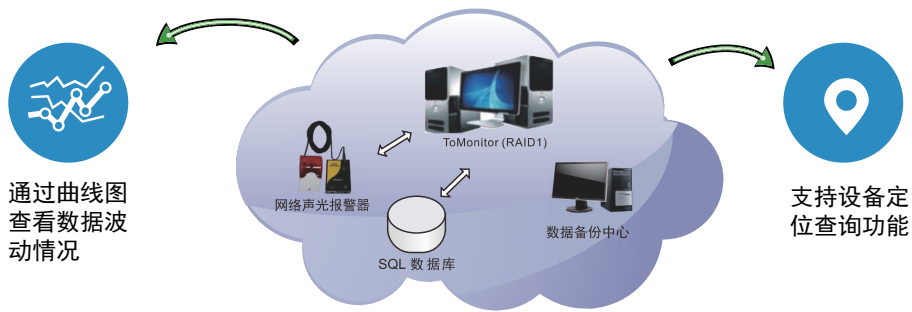 通过曲线图
查看数据波
动情况
ToMonitor (RAID1)
网络声光报警器
SQL 数据库
数据备份中心
支持设备定
位查询功能